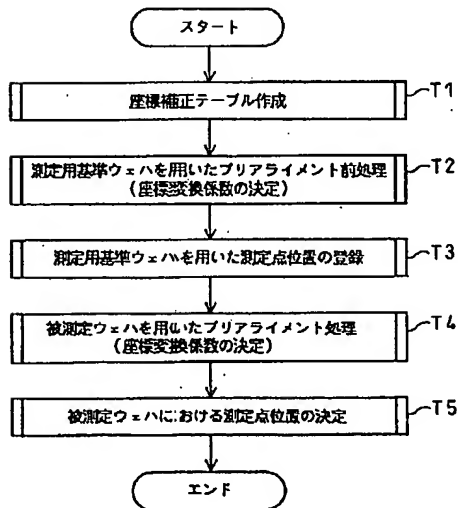 スタート
座標補正テーブル作成
T1
測定用基準ウェハを用いたプリアライメント前処理
(座標変換係数の決定)
T2
測定用基準ウェハを用いた測定点位置の登録
T3
被測定ウェハを用いたプリアライメント処理
(座標変換係数の決定)
T4
被測定ウェハにおける測定点位置の決定
T5
エンド